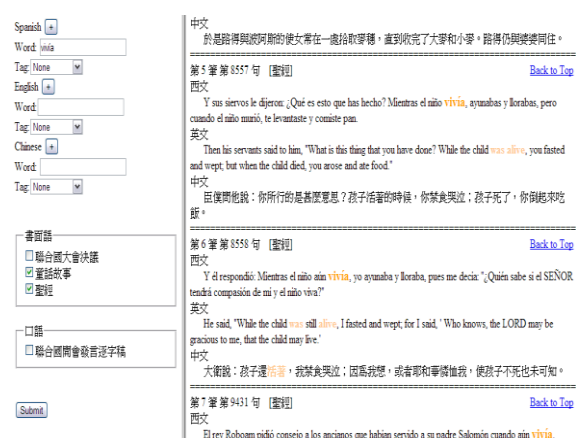 Spanish +
Word: vivía
Tag: None
English +
Word:
Tag: None
Chinese +
Word:
Tag: None
書面語
聯合國大會決議
童話故事
聖經
口語
聯合國開會發言逐字稿
Submit
中文
於是路得與波阿斯的使女常在一處拾取麥穗，直到收完了大麥和小麥。路得仍與婆婆同住。
第 5 筆 第 8557 句 [聖經] Back to Top
西文
Y sus siervos le dijeron: ¿Qué es esto que has hecho? Mientras el niño vivía, ayunabas y llorabas, pero
cuando el niño murió, te levantaste y comiste pan.
英文
Then his servants said to him, "What is this thing that you have done? While the child was alive, you fasted
and wept; but when the child died, you arose and ate food."
中文
臣僕問他說：你所行的是甚麼意思？孩子活著的時候，你禁食哭泣；孩子死了，你倒起來吃
飯。
第 6 筆 第 8558 句 [聖經] Back to Top
西文
Y él respondió: Mientras el niño aún vivía, yo ayunaba y lloraba, pues me decía: "¿Quién sabe si el SEÑOR
tendrá compasión de mi y el niño viva?"
英文
He said, "While the child was still alive, I fasted and wept; for I said, ' Who knows, the LORD may be
gracious to me, that the child may live.'
中文
大衛說：孩子還活著，我禁食哭泣；因為我想，或者耶和華憐恤我，使孩子不死也未可知。
第 7 筆 第 9431 句 [聖經] Back to Top
西文
El rey Roboam pidió consejo a los ancianos que habían servido a su padre Salomón cuando aún vivía,